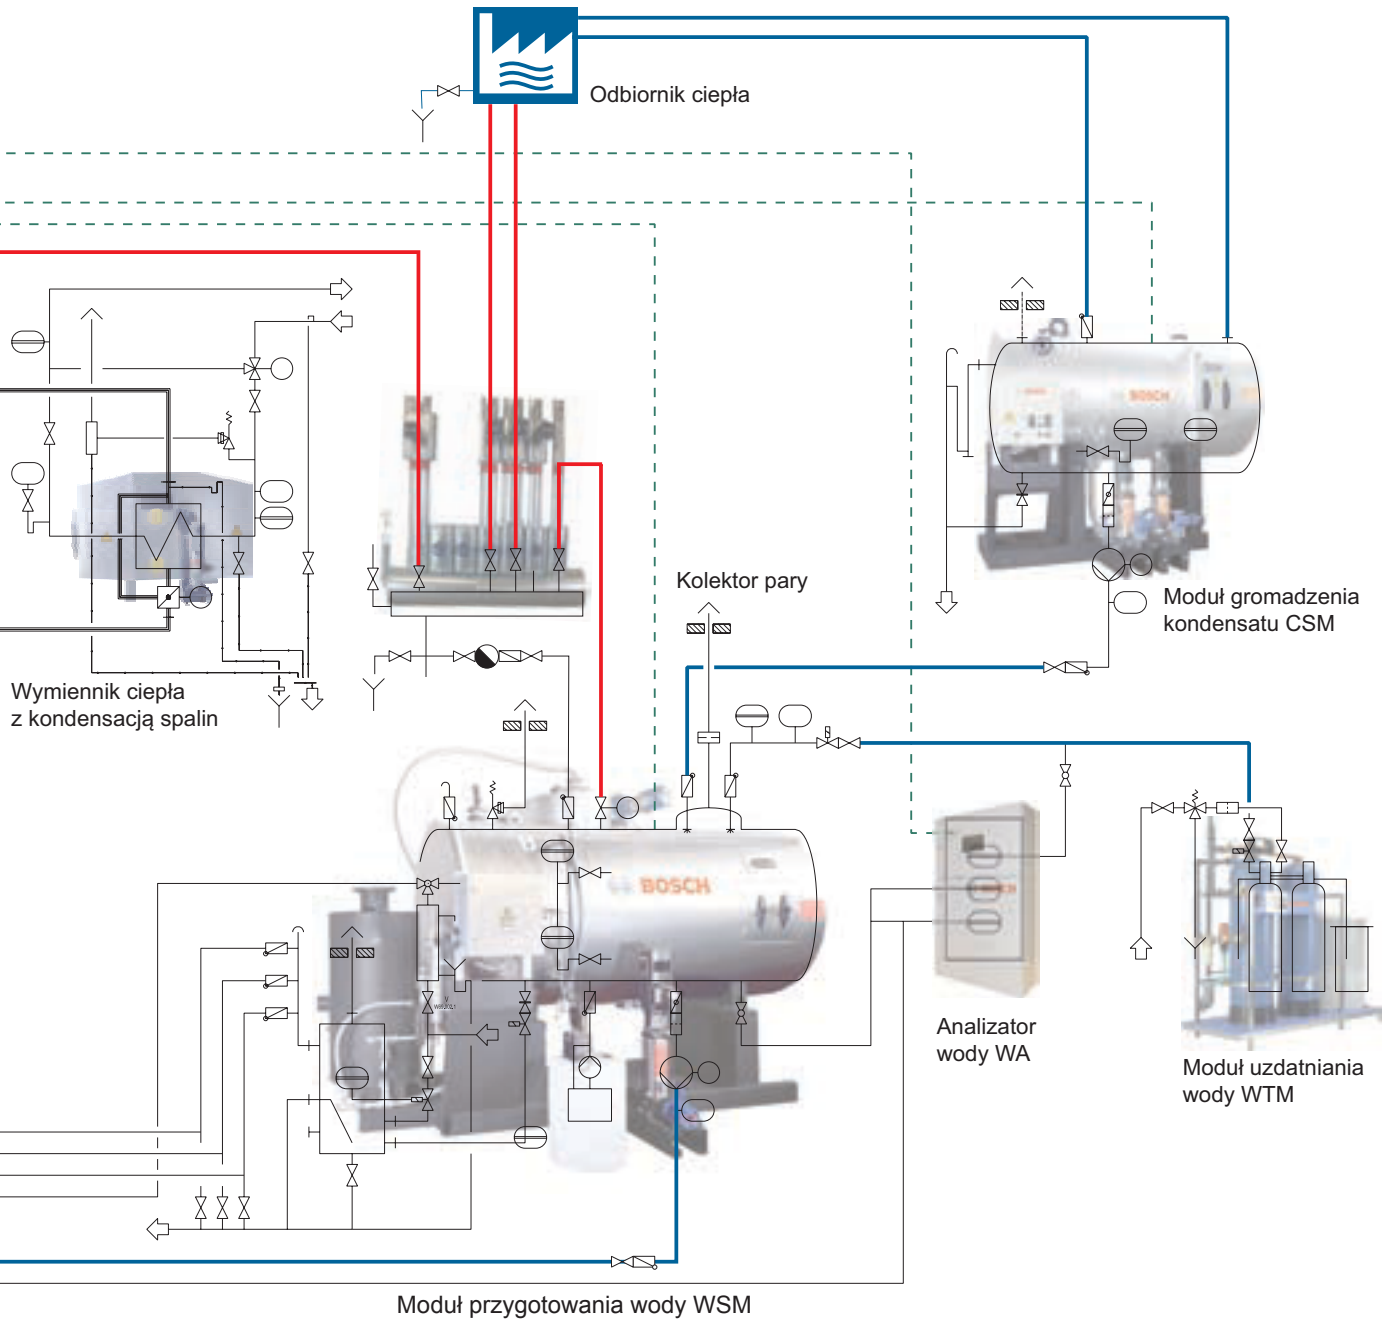 Odbiornik ciepła
BOSCH
Kolektor pary
Moduł gromadzenia
kondensatu CSM
Wymiennik ciepła
z kondensacją spalin
BOSCH
Analizator
wody WA
Moduł uzdatniania
wody WTM
Moduł przygotowania wody WSM